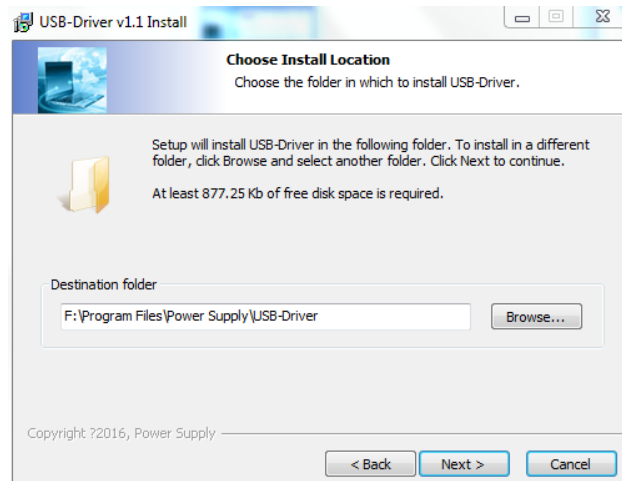 USB-Driver v1.1 Install
Choose Install Location
Choose the folder in which to install USB-Driver.
Setup will install USB-Driver in the following folder. To install in a different
folder, click Browse and select another folder. Click Next to continue.
At least 877.25 Kb of free disk space is required.
Destination folder
F:\Program Files\Power Supply\USB-Driver
Browse...
Copyright ?2016, Power Supply
< Back
Next >
Cancel